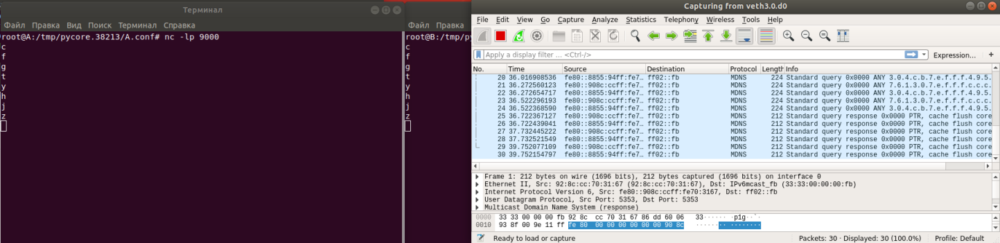 Терминал
Файл Правка Вид Поиск Терминал Справка
root@A:/tmp/pycore.38213/A.conf# nc -lp 9000
c
f
g
t
y
h
j
z
Файл Правка
root@B:/tmp/py
c
f
g
t
y
h
j
z
Capturing from veth3.0.d0
File Edit View Go Capture Analyze Statistics Telephony Wireless Tools Help
Apply a display filter ... <Ctrl-/> Expression... +
No. Time Source Destination Protocol Length Info
20 36.016908536 fe80::8855:94ff:fe7… ff02::fb MDNS 224 Standard query 0x0000 ANY 3.0.4.c.b.7.e.f.f.f.4.9.5.
21 36.272560123 fe80::908c:ccff:fe7… ff02::fb MDNS 224 Standard query 0x0000 ANY 7.6.1.3.0.7.e.f.f.f.c.c.c.
22 36.272654717 fe80::8855:94ff:fe7… ff02::fb MDNS 224 Standard query 0x0000 ANY 3.0.4.c.b.7.e.f.f.f.4.9.5.
23 36.522296193 fe80::908c:ccff:fe7… ff02::fb MDNS 224 Standard query 0x0000 ANY 7.6.1.3.0.7.e.f.f.f.c.c.c.
24 36.522368590 fe80::8855:94ff:fe7… ff02::fb MDNS 224 Standard query 0x0000 ANY 3.0.4.c.b.7.e.f.f.f.4.9.5.
25 36.722367127 fe80::908c:ccff:fe7… ff02::fb MDNS 212 Standard query response 0x0000 PTR, cache flush core
26 36.722439041 fe80::8855:94ff:fe7… ff02::fb MDNS 212 Standard query response 0x0000 PTR, cache flush core
27 37.732445222 fe80::908c:ccff:fe7… ff02::fb MDNS 212 Standard query response 0x0000 PTR, cache flush core
28 37.732521549 fe80::8855:94ff:fe7… ff02::fb MDNS 212 Standard query response 0x0000 PTR, cache flush core
29 39.752077109 fe80::908c:ccff:fe7… ff02::fb MDNS 212 Standard query response 0x0000 PTR, cache flush core
30 39.752154797 fe80::8855:94ff:fe7… ff02::fb MDNS 212 Standard query response 0x0000 PTR, cache flush core
Frame 1: 212 bytes on wire (1696 bits), 212 bytes captured (1696 bits) on interface 0
Ethernet II, Src: 92:8c:cc:70:31:67 (92:8c:cc:70:31:67), Dst: IPv6mcast_fb (33:33:00:00:00:fb)
Internet Protocol Version 6, Src: fe80::908c:ccff:fe70:3167, Dst: ff02::fb
User Datagram Protocol, Src Port: 5353, Dst Port: 5353
Multicast Domain Name System (response)
0000 33 33 00 00 00 fb 92 8c cc 70 31 67 86 dd 60 06 33······ ·p1g··`·
0010 93 8f 00 9e 11 ff fe 80 00 00 00 00 00 00 90 8c ········ ········
Ready to load or capture Packets: 30 · Displayed: 30 (100.0%) Profile: Default